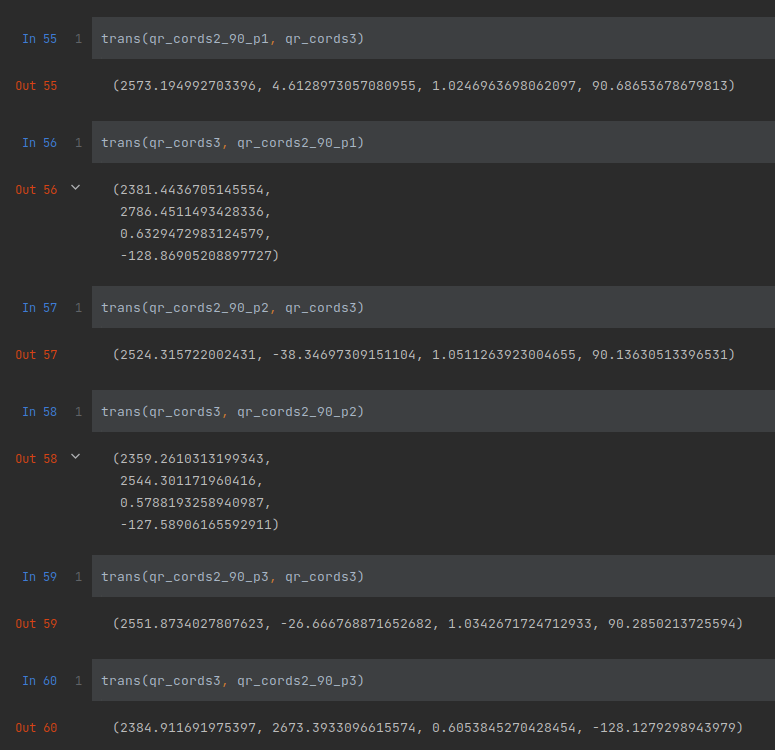 In 55 1 trans(qr_cords2_90_p1, qr_cords3)
Out 55 (2573.194992703396, 4.6128973057080955, 1.0246963698062097, 90.68653678679813)
In 56 1 trans(qr_cords3, qr_cords2_90_p1)
Out 56 (2381.4436705145554,
2786.4511493428336,
0.6329472983124579,
-128.86905208897727)
In 57 1 trans(qr_cords2_90_p2, qr_cords3)
Out 57 (2524.315722002431, -38.34697309151104, 1.0511263923004655, 90.13630513396531)
In 58 1 trans(qr_cords3, qr_cords2_90_p2)
Out 58 (2359.2610313199343,
2544.301171960416,
0.5788193258940987,
-127.58906165592911)
In 59 1 trans(qr_cords2_90_p3, qr_cords3)
Out 59 (2551.8734027807623, -26.666768871652682, 1.0342671724712933, 90.2850213725594)
In 60 1 trans(qr_cords3, qr_cords2_90_p3)
Out 60 (2384.911691975397, 2673.3933096615574, 0.6053845270428454, -128.1279298943979)